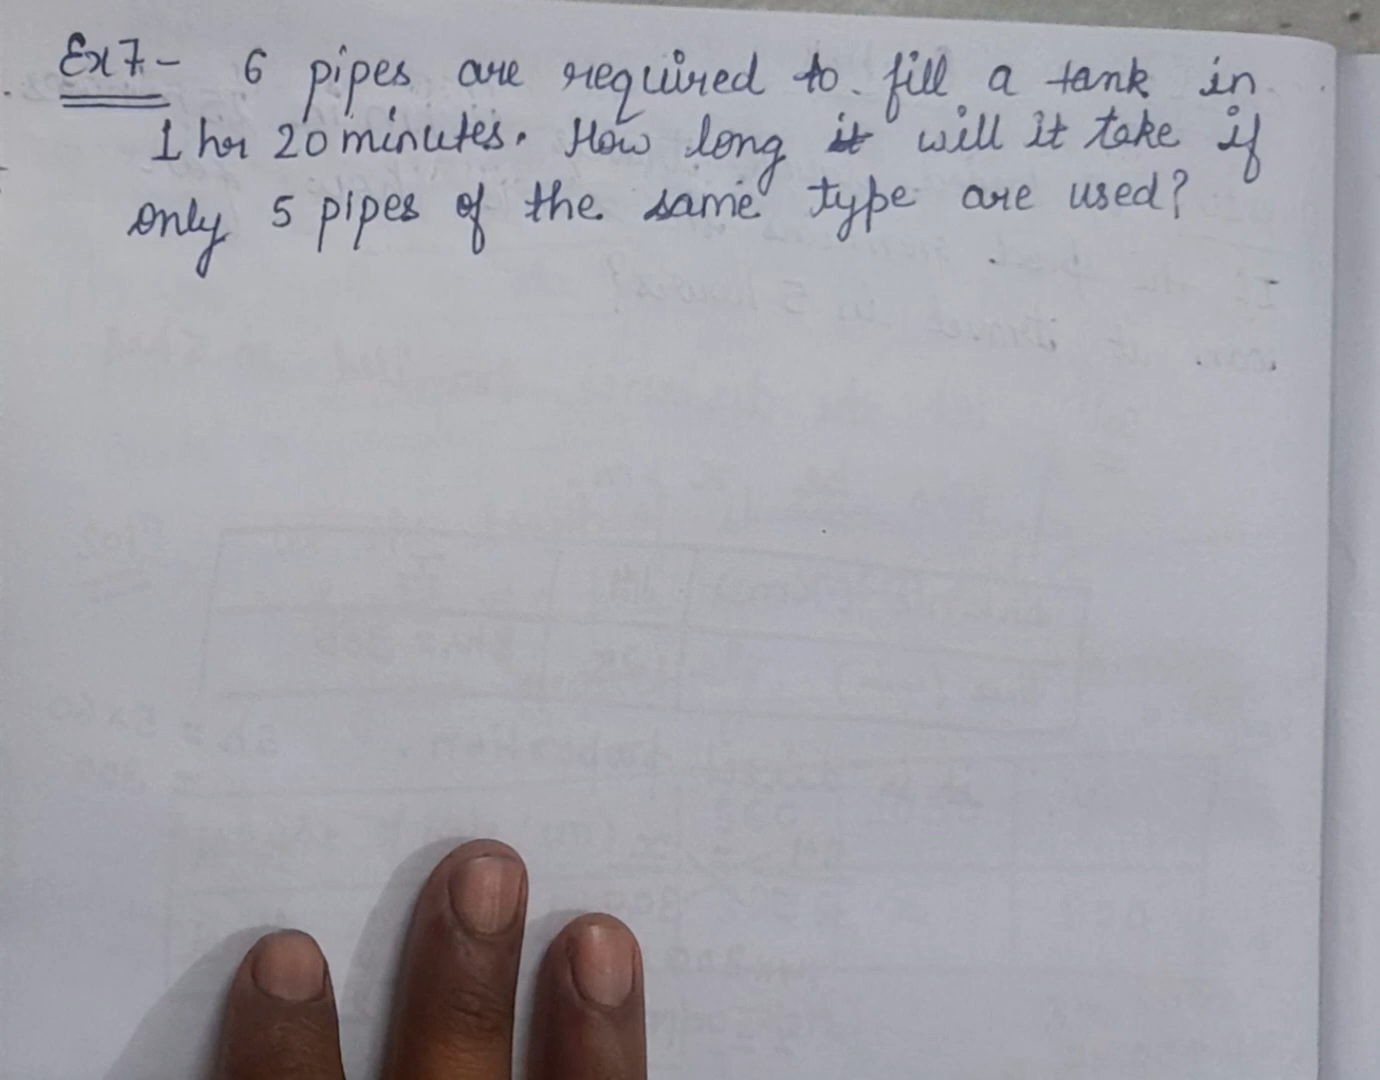 Ex7- 6 pipes are required to fill a tank in
1 hr 20 minutes. How long it will it take if
only 5 pipes of the same type are used?